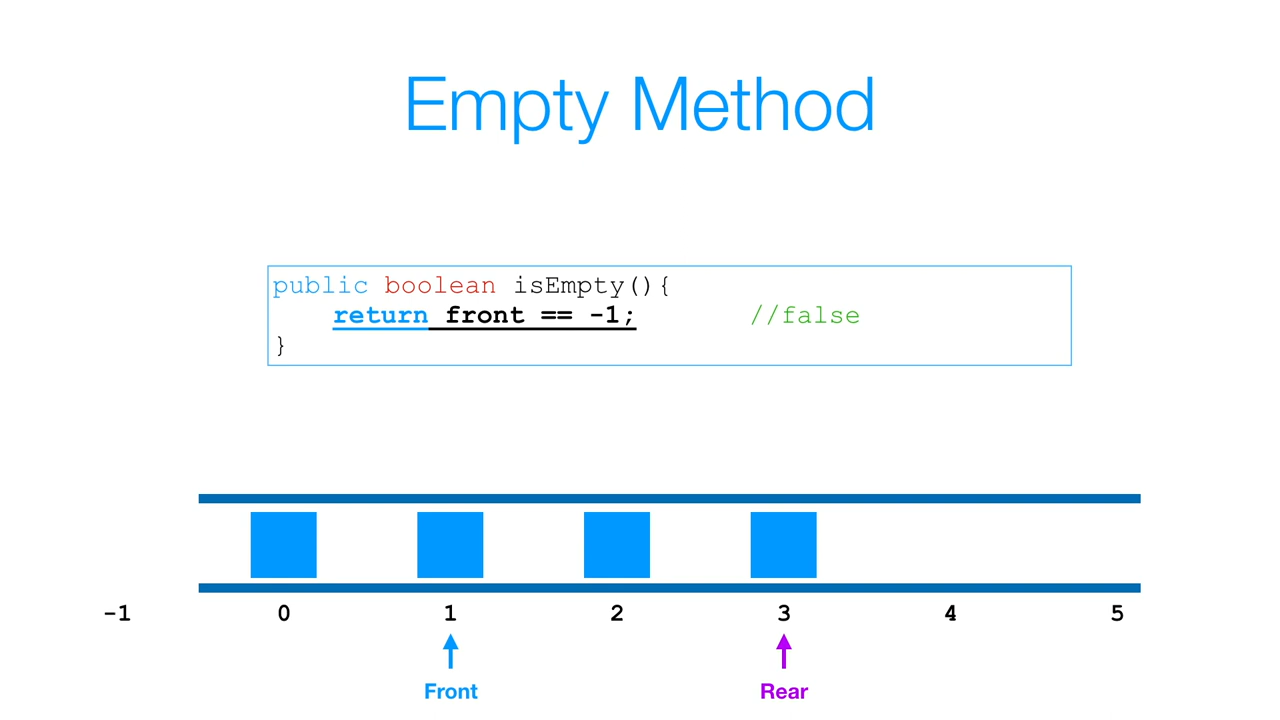 Empty Method
public boolean isEmpty(){
return front == -1; //false
}
-1 0 1 2 3 4 5
Front Rear